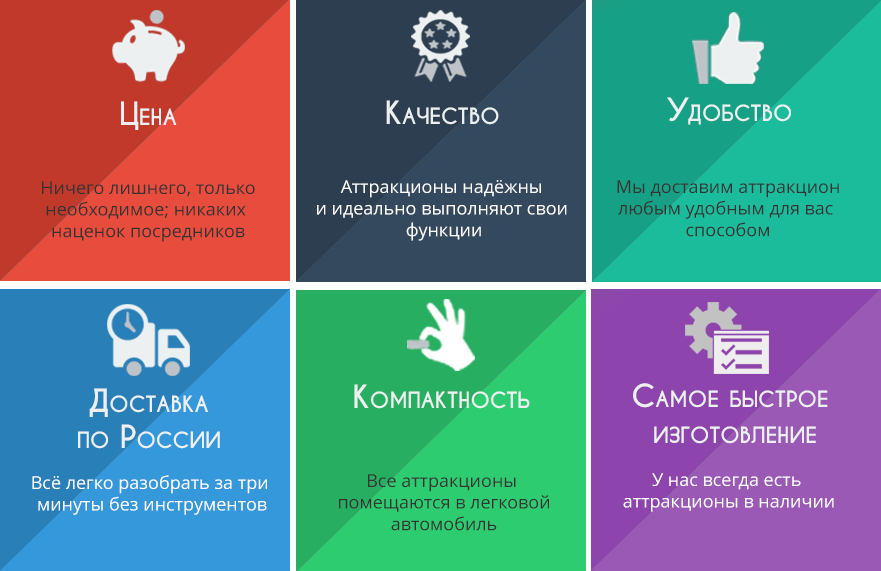 Цена
Ничего лишнего, только
необходимое; никаких
наценок посредников
Качество
Аттракционы надёжны
и идеально выполняют свои
функции
Удобство
Мы доставим аттракцион
любым удобным для вас
способом
Доставка
по России
Всё легко разобрать за три
минуты без инструментов
Компактность
Все аттракционы
помещаются в легковой
автомобиль
Самое быстрое
изготовление
У нас всегда есть
аттракционы в наличии